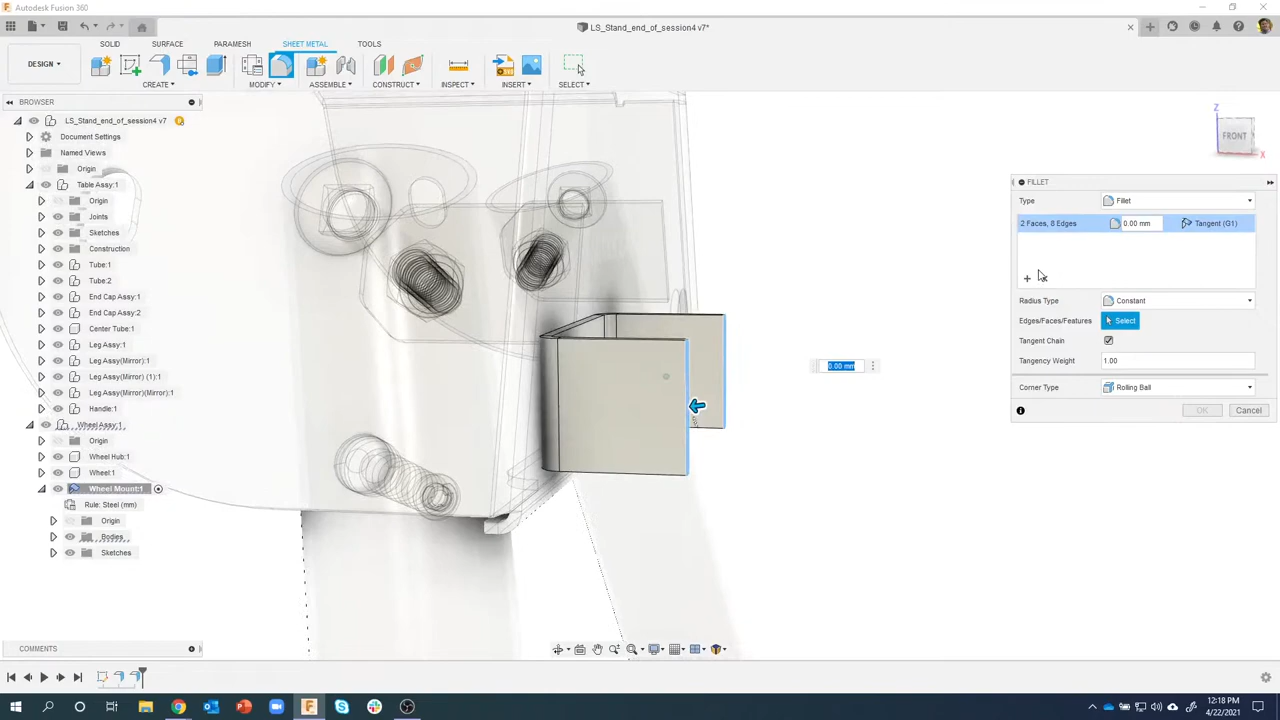 Autodesk Fusion 360
LS_Stand_end_of_session4 v7*
SOLID SURFACE PARAMESH SHEET METAL TOOLS
DESIGN ▾
CREATE ▾ MODIFY ▾ ASSEMBLE ▾ CONSTRUCT ▾ INSPECT ▾ INSERT ▾ SELECT ▾
BROWSER
LS_Stand_end_of_session4 v7
Document Settings
Named Views
Origin
Table Assy:1
Origin
Joints
Sketches
Construction
Tube:1
Tube:2
End Cap Assy:1
End Cap Assy:2
Center Tube:1
Leg Assy:1
Leg Assy(Mirror):1
Leg Assy(Mirror) (1):1
Leg Assy(Mirror)(Mirror):1
Handle:1
Wheel Assy:1
Origin
Wheel Hub:1
Wheel:1
Wheel Mount:1
Rule: Steel (mm)
Origin
Bodies
Sketches
COMMENTS
Z
FRONT
X
FILLET
Type Fillet
2 Faces, 8 Edges 0.00 mm Tangent (G1)
Radius Type Constant
Edges/Faces/Features Select
Tangent Chain
Tangency Weight 1.00
Corner Type Rolling Ball
OK Cancel
0.00 mm
12:18 PM
4/22/2021